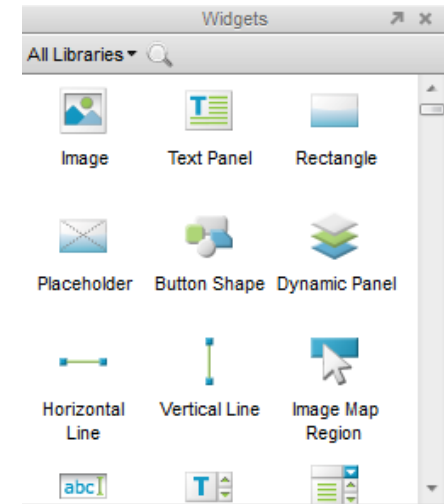 Widgets
All Libraries
Image
Text Panel
Rectangle
Placeholder
Button Shape
Dynamic Panel
Horizontal
Line
Vertical Line
Image Map
Region
abc
T